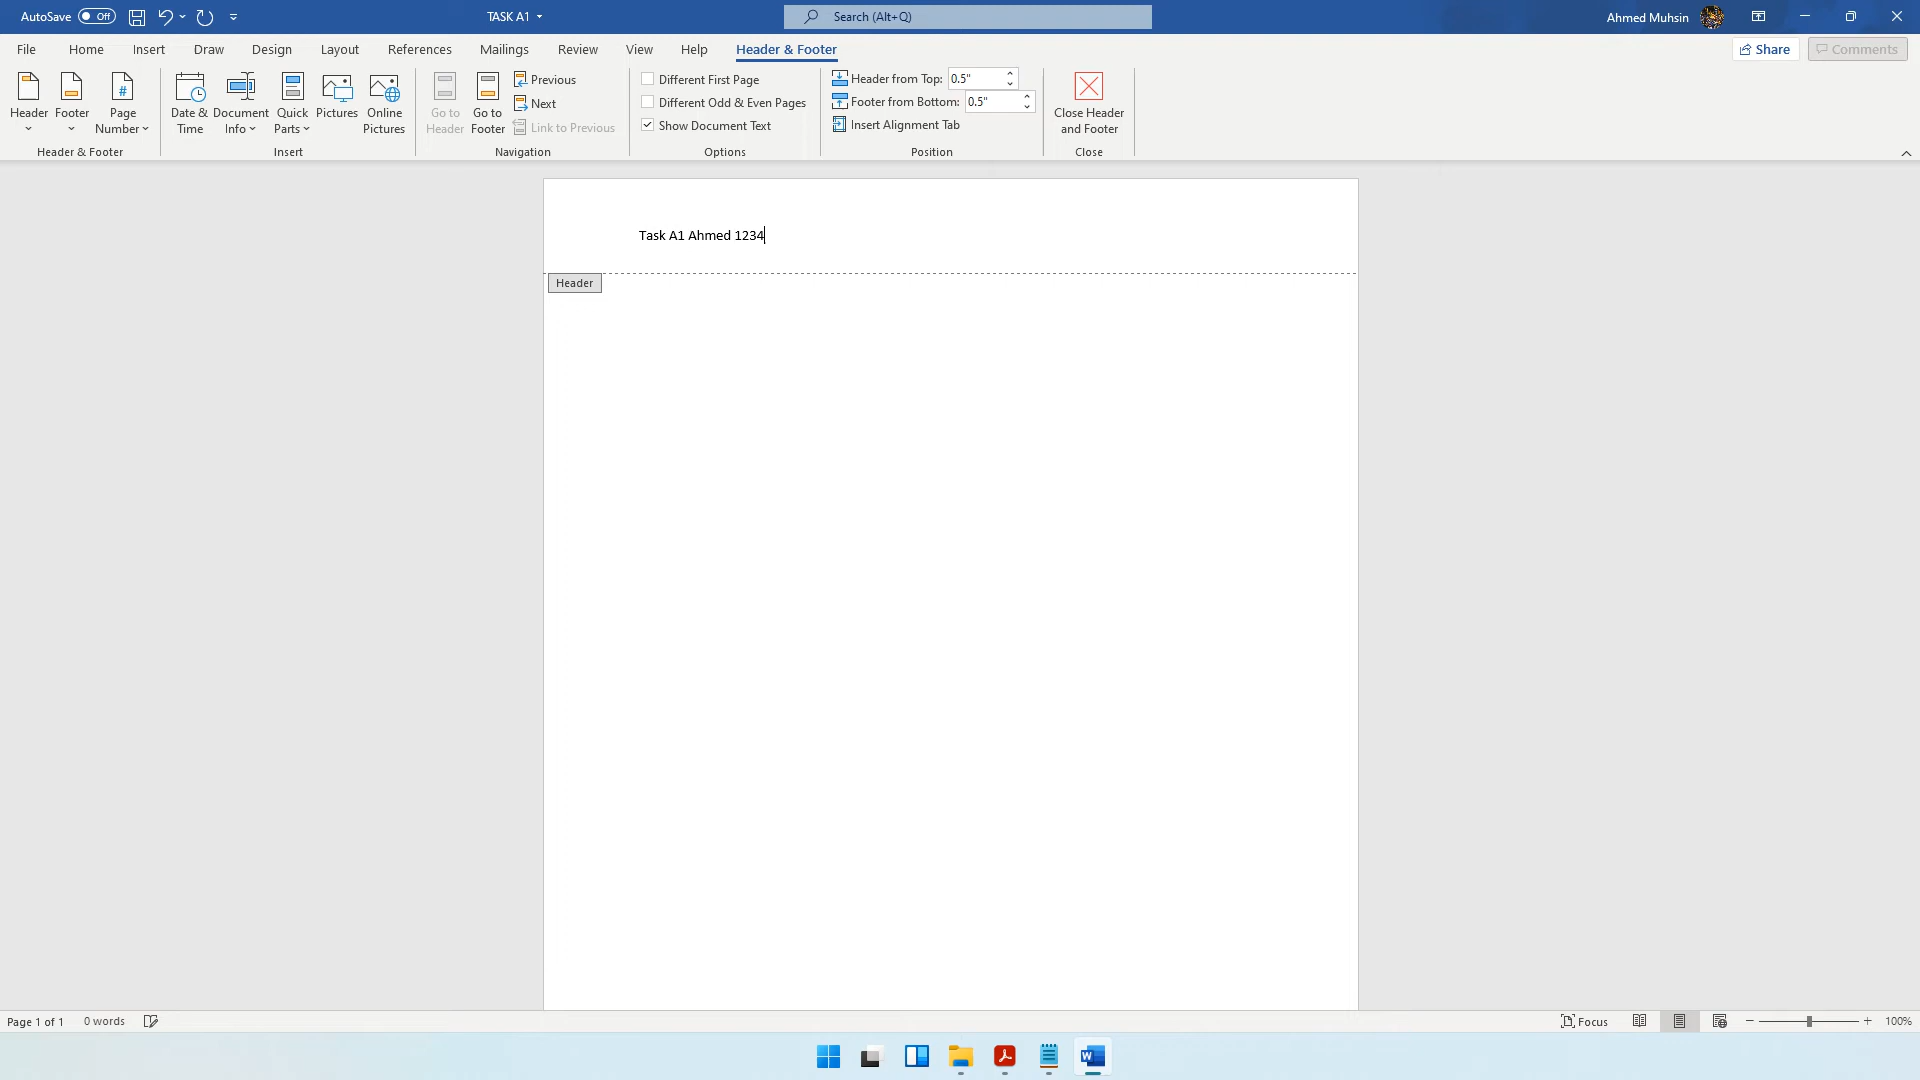 AutoSave Off TASK A1 Search (Alt+Q) Ahmed Muhsin
File Home Insert Draw Design Layout References Mailings Review View Help Header & Footer Share Comments
Header
Footer
Page
Number
Date &
Time
Document
Info
Quick
Parts
Pictures
Online
Pictures
Go to
Header
Go to
Footer
Previous
Next
Link to Previous
Different First Page
Different Odd & Even Pages
Show Document Text
Header from Top: 0.5"
Footer from Bottom: 0.5"
Insert Alignment Tab
Close Header
and Footer
Header & Footer Insert Navigation Options Position Close
Task A1 Ahmed 1234
Header
Page 1 of 1 0 words Focus 100%